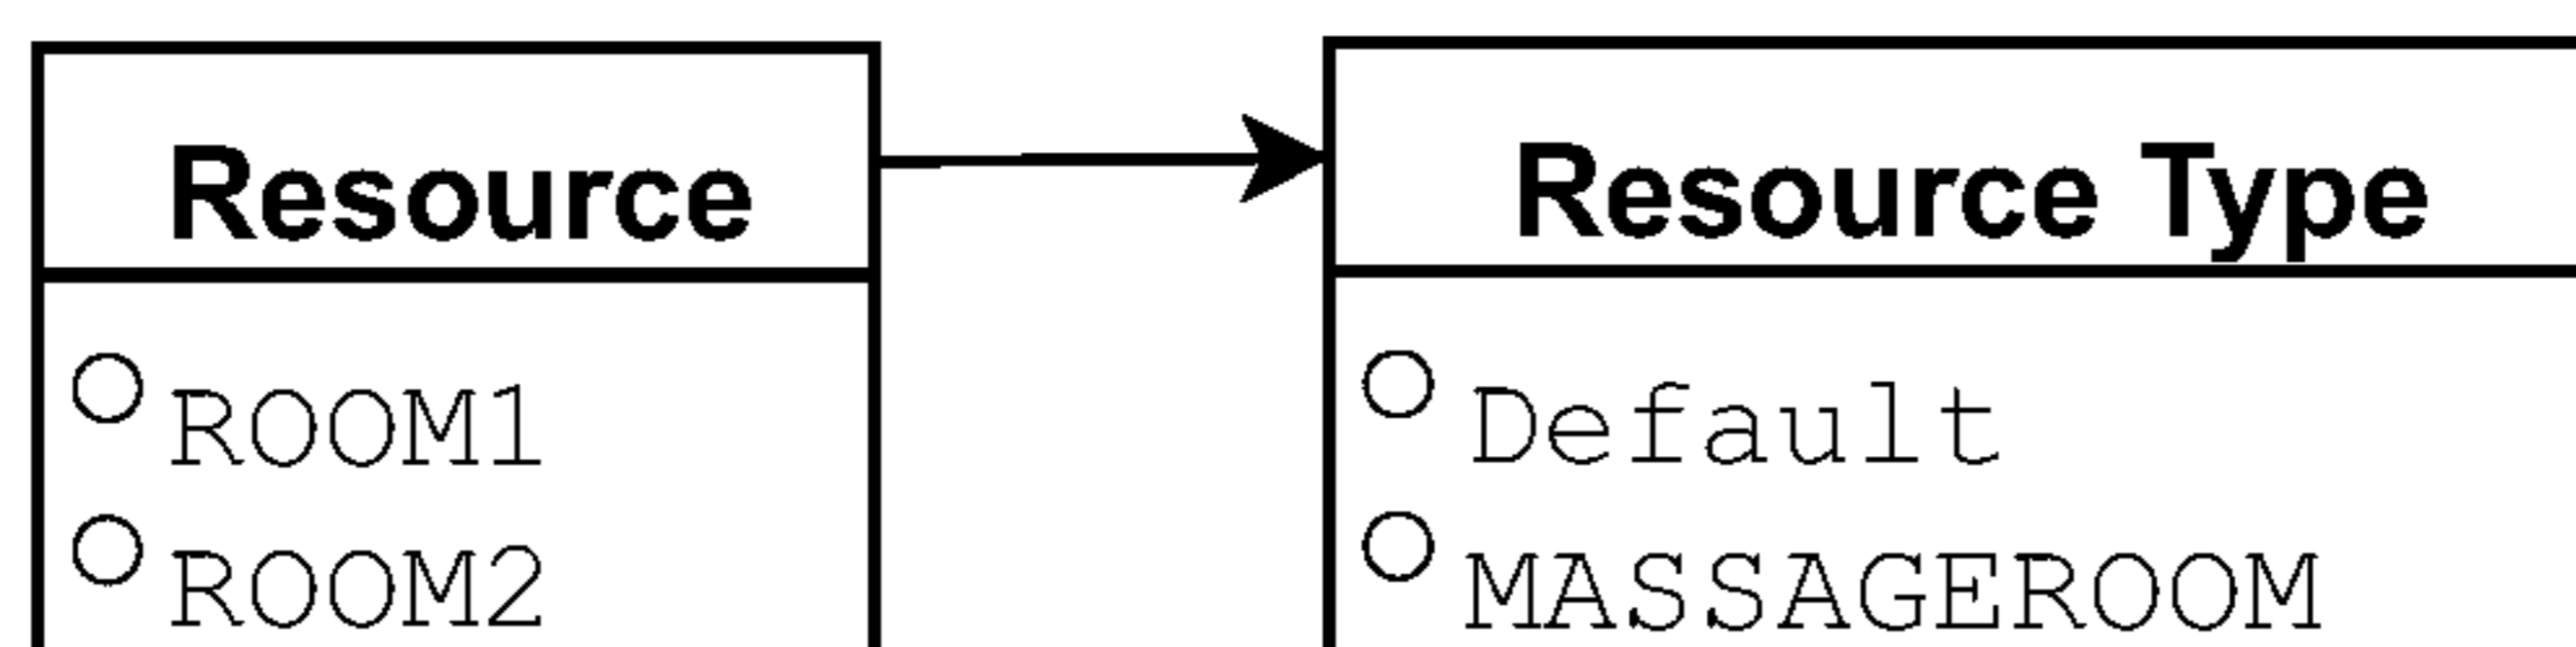 Resource
ROOM1
ROOM2
Resource Type
Default
MASSAGEROOM